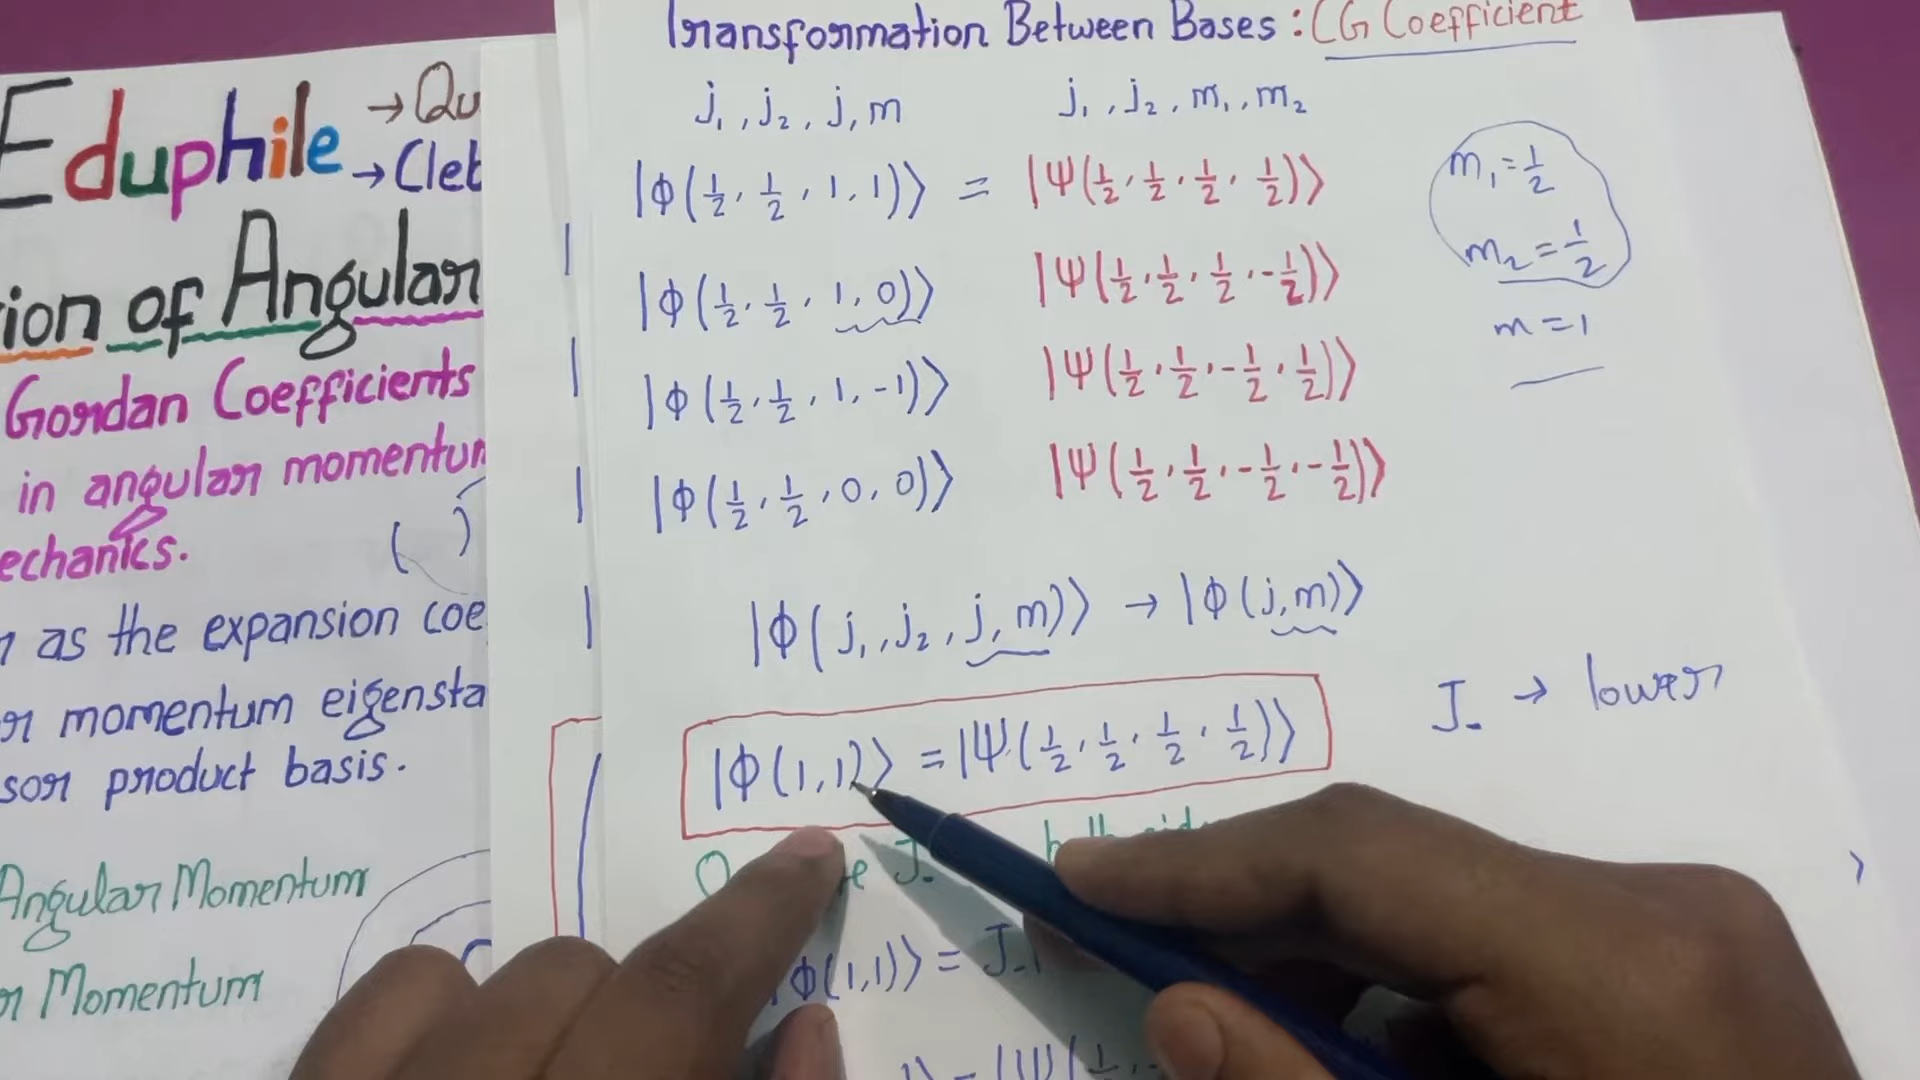 Eduphile → Qu
→ Cleb
ion of Angular
Gordan Coefficients
in angular momentum
echanics.
as the expansion coe
momentum eigensta
product basis.
Angular Momentum
Momentum
Transformation Between Bases : CG Coefficient
j₁, j₂, j, m    j₁, j₂, m₁, m₂
|Φ(1/2, 1/2, 1, 1)⟩ = |Ψ(1/2, 1/2, 1/2, 1/2)⟩
|Φ(1/2, 1/2, 1, 0)⟩    |Ψ(1/2, 1/2, 1/2, -1/2)⟩
|Φ(1/2, 1/2, 1, -1)⟩    |Ψ(1/2, 1/2, -1/2, 1/2)⟩
|Φ(1/2, 1/2, 0, 0)⟩    |Ψ(1/2, 1/2, -1/2, -1/2)⟩
m₁ = 1/2
m₂ = 1/2
m = 1
|Φ(j₁, j₂, j, m)⟩ → |Φ(j, m)⟩
|Φ(1, 1)⟩ = |Ψ(1/2, 1/2, 1/2, 1/2)⟩
J₋ → lower
J₋
Φ(1, 1)⟩ = J₋|